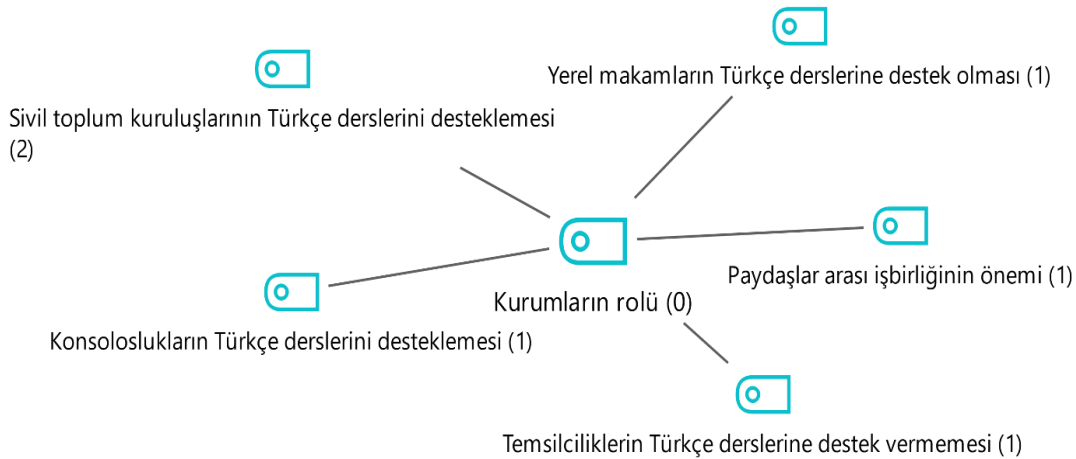 Yerel makamların Türkçe derslerine destek olması (1)
Sivil toplum kuruluşlarının Türkçe derslerini desteklemesi
(2)
Paydaşlar arası işbirliğinin önemi (1)
Kurumların rolü (0)
Konsoloslukların Türkçe derslerini desteklemesi (1)
Temsilciliklerin Türkçe derslerine destek vermemesi (1)